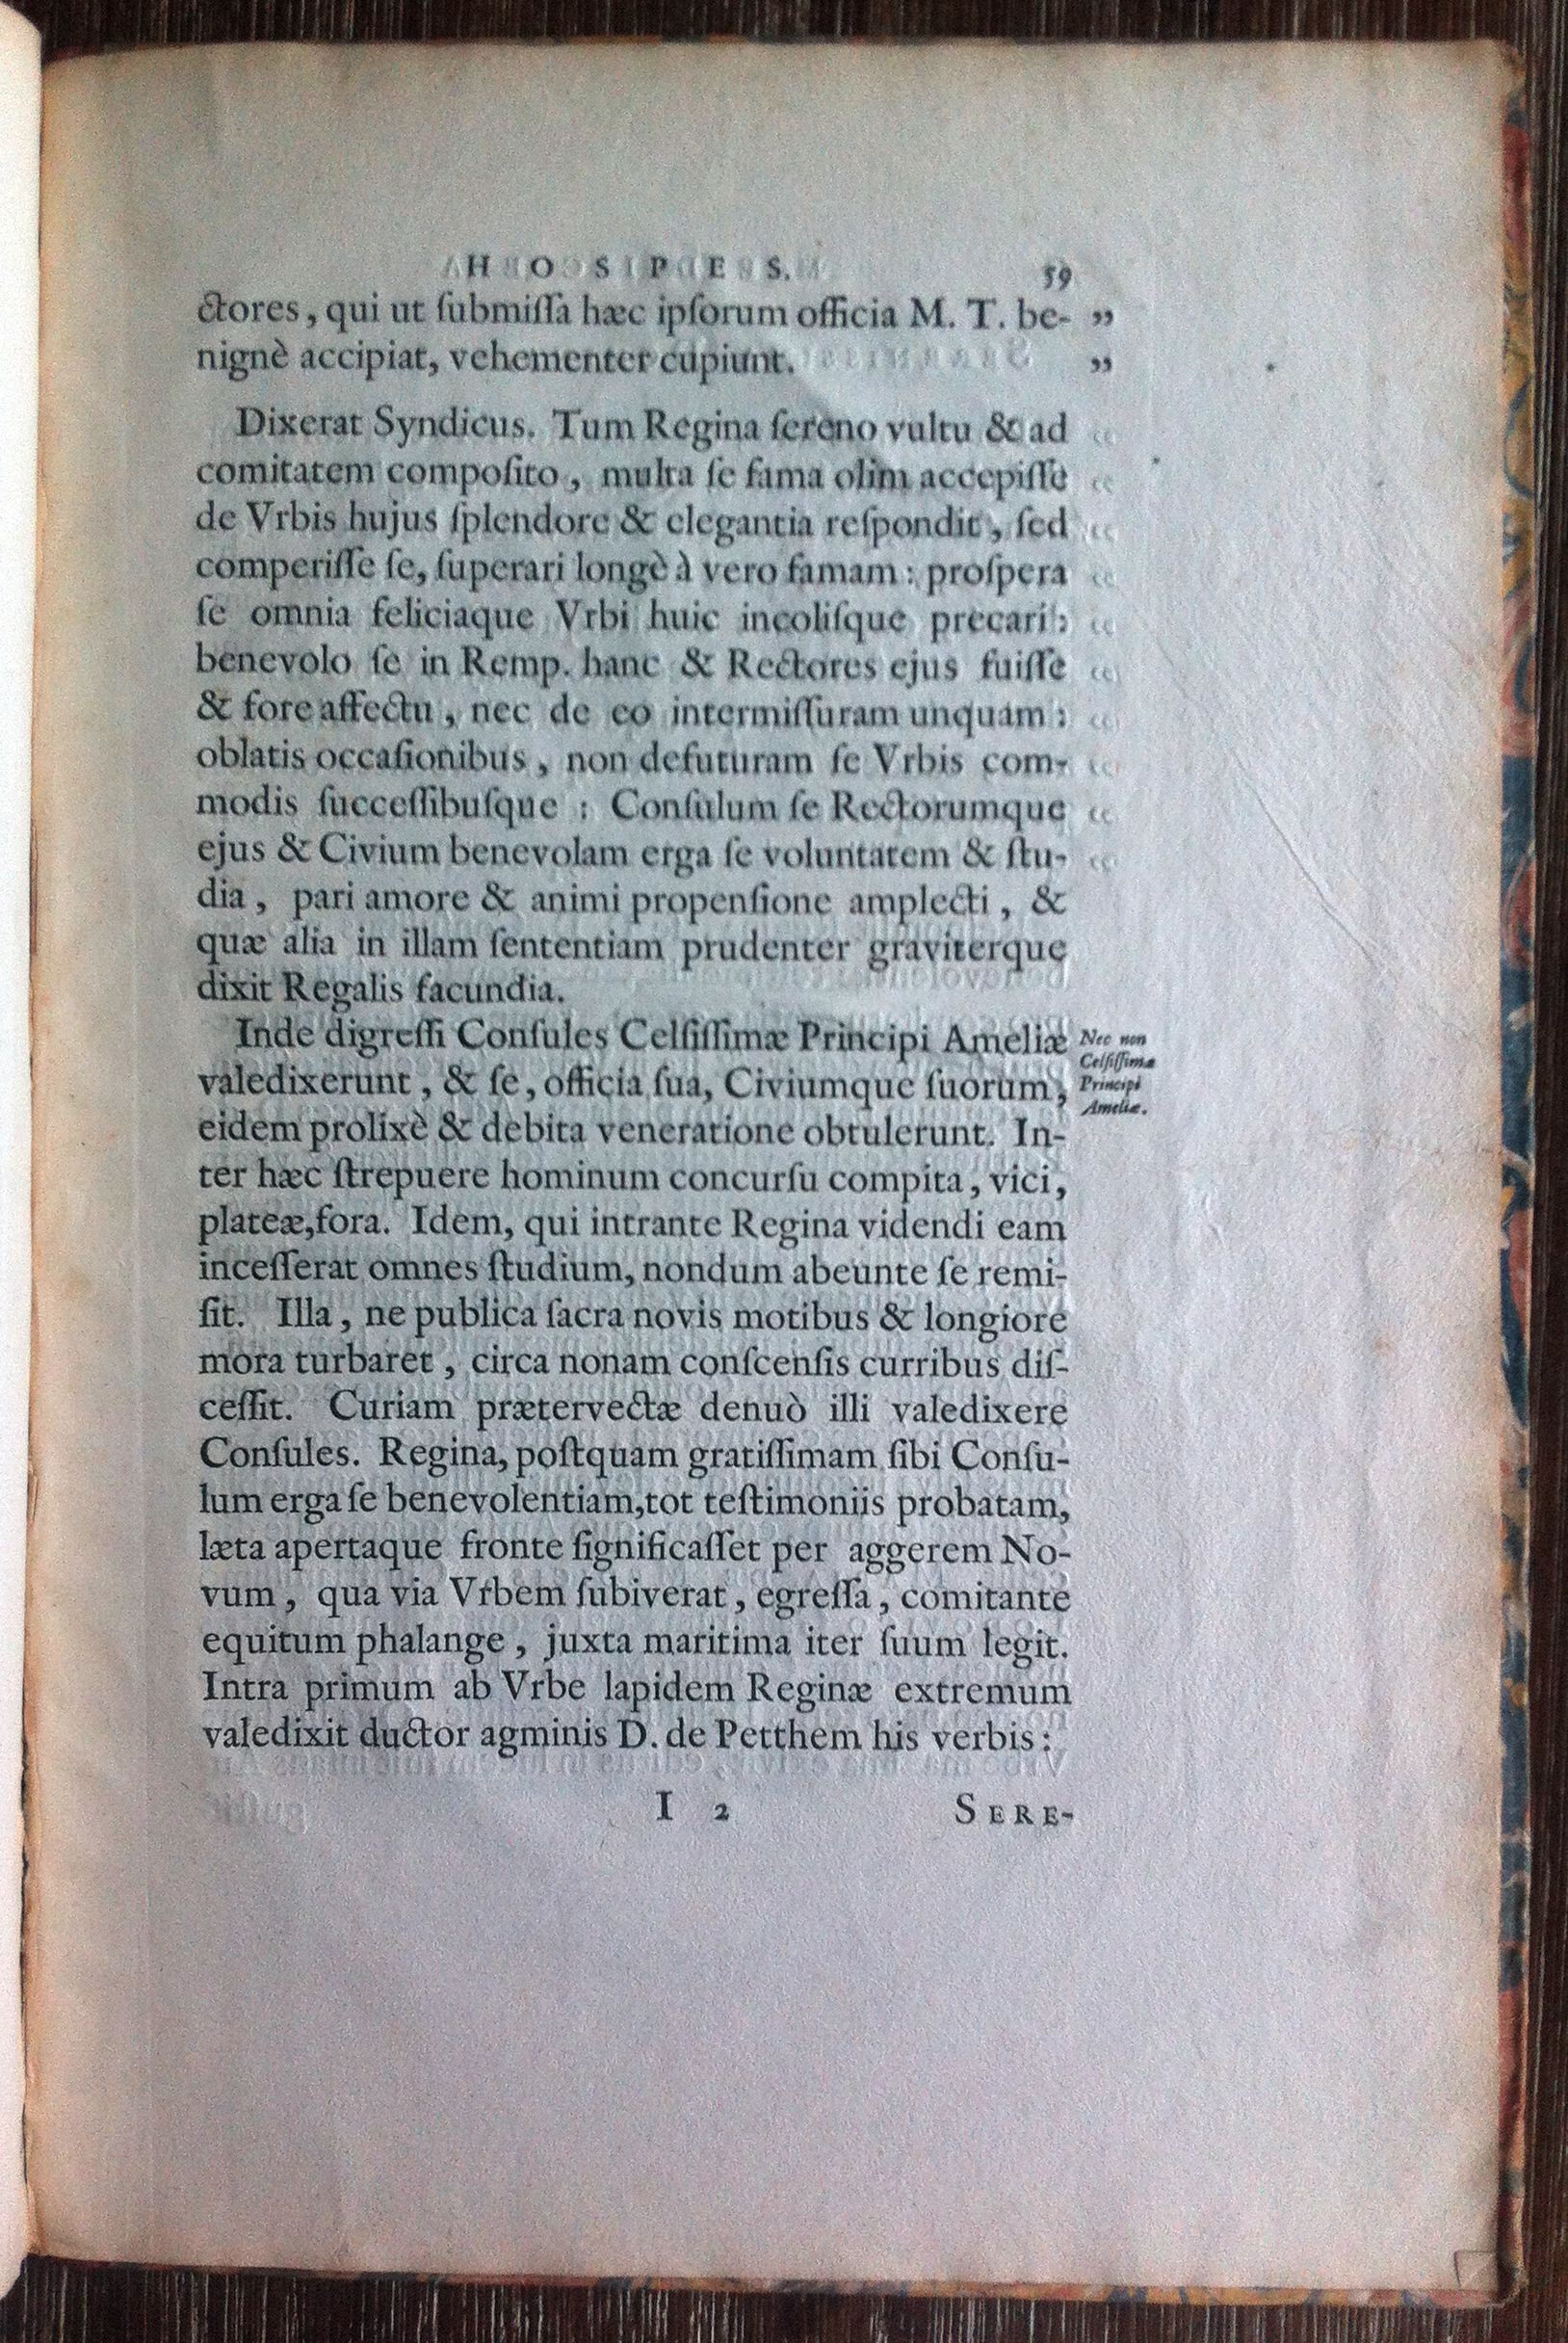 HOSPES. 59
ctores, qui ut ſubmiſſa hæc ipſorum officia M. T. be- „
nignè accipiat, vehementer cupiunt. „
Dixerat Syndicus. Tum Regina ſereno vultu & ad
comitatem compoſito, multa ſe fama olim accepiſſe
de Vrbis hujus ſplendore & elegantia reſpondit, ſed
comperiſſe ſe, ſuperari longè à vero famam: proſpera
ſe omnia feliciaque Vrbi huic incoliſque precari:
benevolo ſe in Remp. hanc & Rectores ejus fuiſſe
& fore affectu, nec de eo intermiſſuram unquam:
oblatis occaſionibus, non defuturam ſe Vrbis com-
modis ſucceſſibuſque: Conſulum ſe Rectorumque
ejus & Civium benevolam erga ſe voluntatem & ſtu-
dia, pari amore & animi propenſione amplecti, &
quæ alia in illam ſententiam prudenter graviterque
dixit Regalis facundia.
Inde digreſſi Conſules Celſiſſimæ Principi Ameliæ
valedixerunt, & ſe, officia ſua, Civiumque ſuorum,
eidem prolixè & debita veneratione obtulerunt. In-
ter hæc ſtrepuere hominum concurſu compita, vici,
plateæ, fora. Idem, qui intrante Regina videndi eam
inceſſerat omnes ſtudium, nondum abeunte ſe remi-
ſit. Illa, ne publica ſacra novis motibus & longiore
mora turbaret, circa nonam conſcenſis curribus diſ-
ceſſit. Curiam prætervectæ denuò illi valedixere
Conſules. Regina, poſtquam gratiſſimam ſibi Conſu-
lum erga ſe benevolentiam, tot teſtimoniis probatam,
læta apertaque fronte ſignificaſſet per aggerem No-
vum, qua via Vrbem ſubiverat, egreſſa, comitante
equitum phalange, juxta maritima iter ſuum legit.
Intra primum ab Vrbe lapidem Reginæ extremum
valedixit ductor agminis D. de Petthem his verbis:
I 2 SERE-
Nec non
Celſiſſimæ
Principi
Ameliæ.